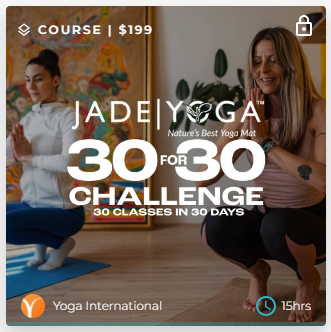 COURSE | $199
JADE|YOGA™
Nature's Best Yoga Mat
30 FOR 30
CHALLENGE
30 CLASSES IN 30 DAYS
Yoga International
15hrs